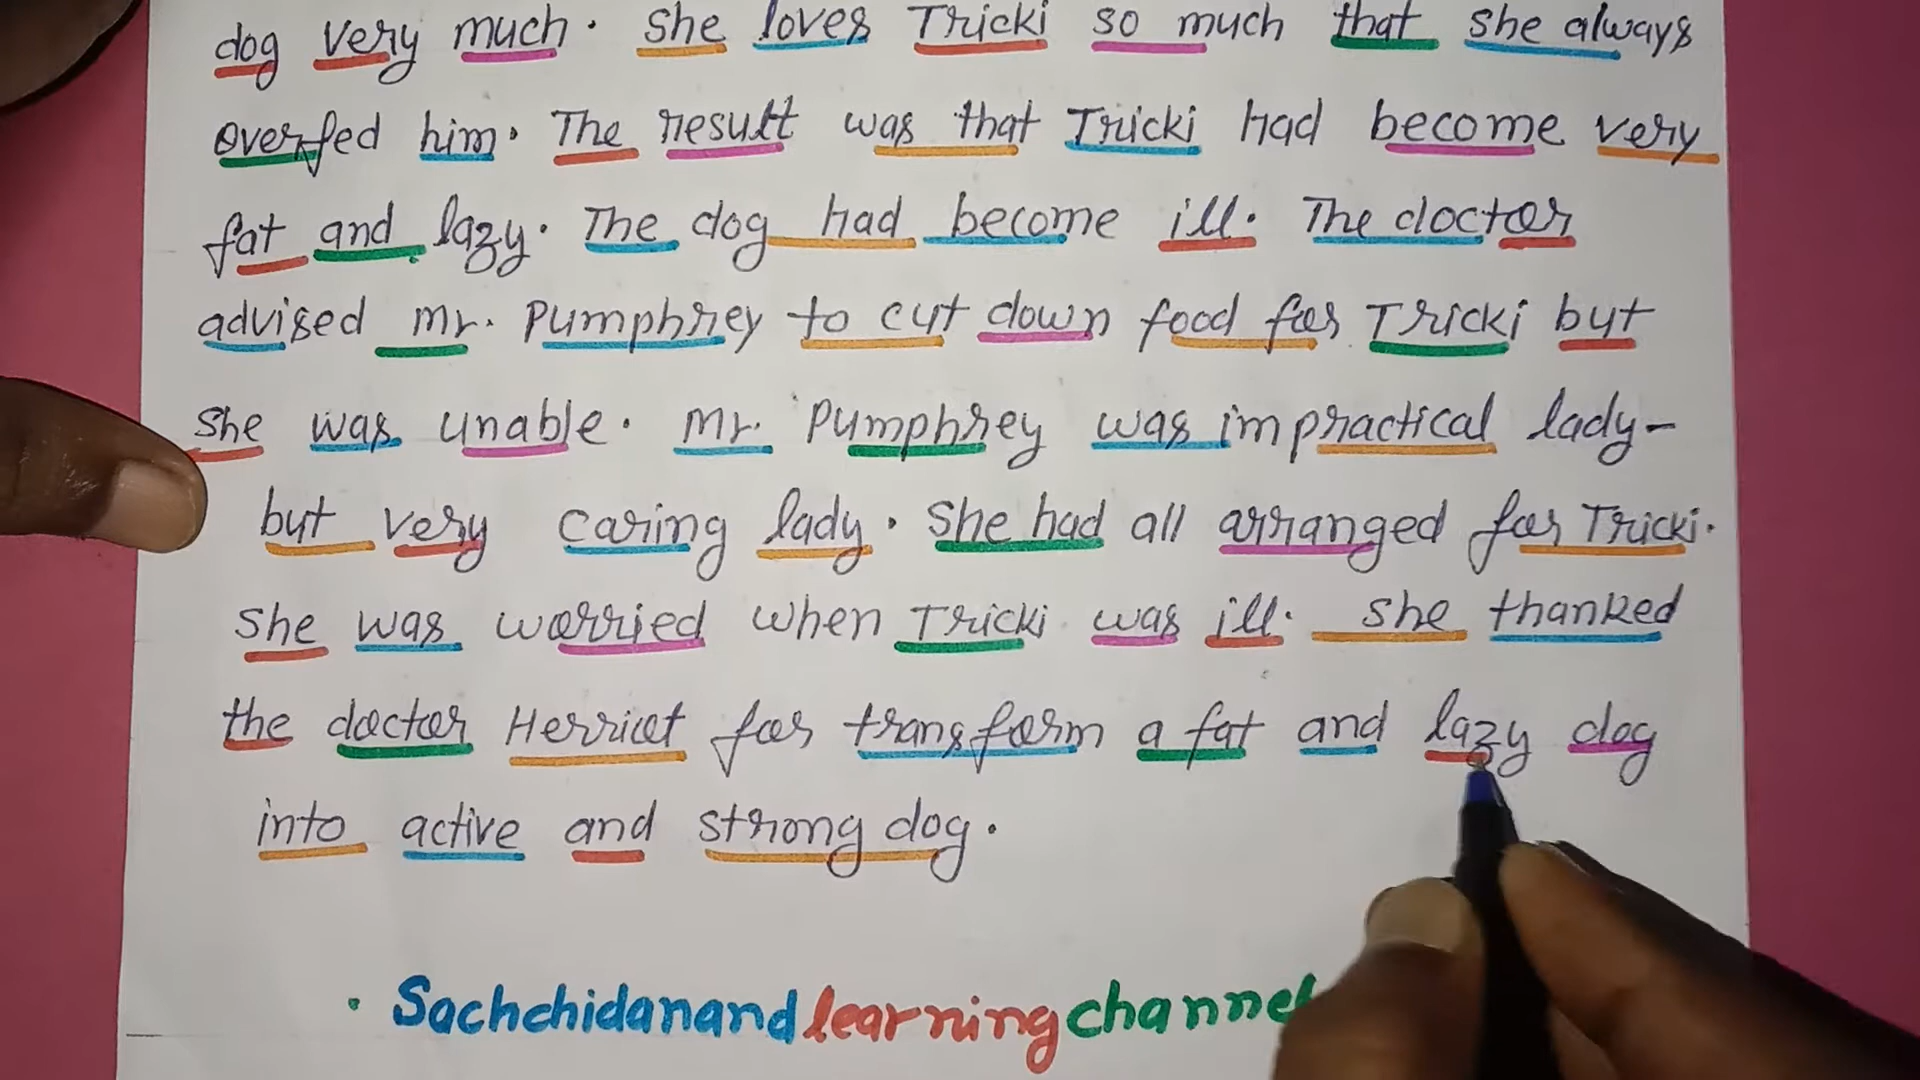 dog very much. She loves Tricki so much that she always
overfed him. The result was that Tricki had become very
fat and lazy. The dog had become ill. The doctor
advised Mr. Pumphrey to cut down food for Tricki but
she was unable. Mr. Pumphrey was impractical lady-
but very caring lady. She had all arranged for Tricki.
She was worried when Tricki was ill. She thanked
the doctor Herriot for transform a fat and lazy dog
into active and strong dog.
Sachchidanand learning channel